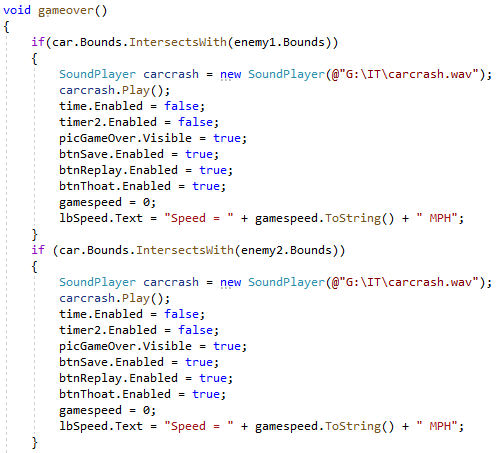 void gameover()
{
if(car.Bounds.IntersectsWith(enemy1.Bounds))
{
SoundPlayer carcrash = new SoundPlayer(@"G:\IT\carcrash.wav");
carcrash.Play();
time.Enabled = false;
timer2.Enabled = false;
picGameOver.Visible = true;
btnSave.Enabled = true;
btnReplay.Enabled = true;
btnThoat.Enabled = true;
gamespeed = 0;
lbSpeed.Text = "Speed = " + gamespeed.ToString() + " MPH";
}
if (car.Bounds.IntersectsWith(enemy2.Bounds))
{
SoundPlayer carcrash = new SoundPlayer(@"G:\IT\carcrash.wav");
carcrash.Play();
time.Enabled = false;
timer2.Enabled = false;
picGameOver.Visible = true;
btnSave.Enabled = true;
btnReplay.Enabled = true;
btnThoat.Enabled = true;
gamespeed = 0;
lbSpeed.Text = "Speed = " + gamespeed.ToString() + " MPH";
}